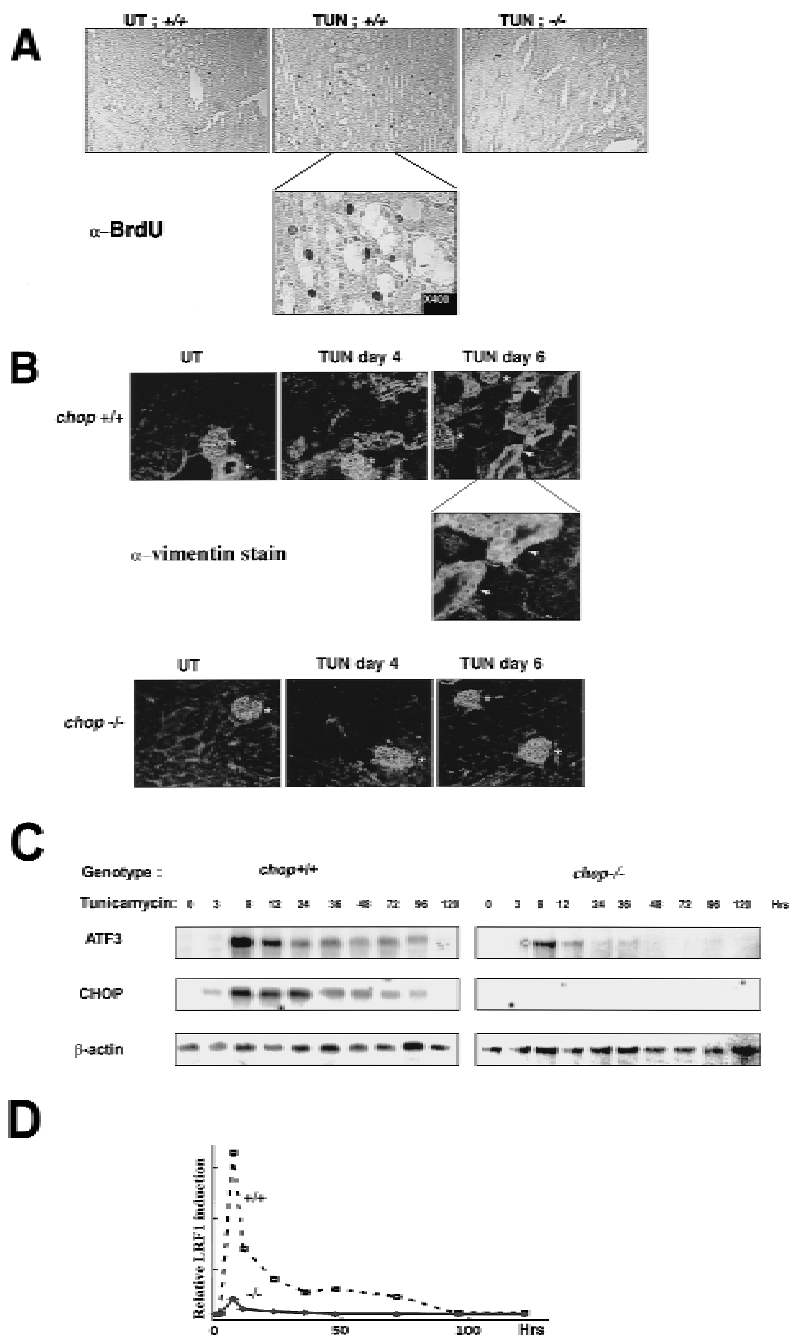 A
UT ; +/+ TUN ; +/+ TUN ; -/-
α-BrdU
X400
B
UT TUN day 4 TUN day 6
chop +/+
* * * * * *
α-vimentin stain
UT TUN day 4 TUN day 6
chop -/-
* * * *
C
Genotype : chop+/+ chop-/-
Tunicamycin: 0 3 8 12 24 36 48 72 96 120 0 3 8 12 24 36 48 72 96 120 Hrs
ATF3
CHOP
β-actin
D
Relative LRF1 induction
+/+
-/-
0 50 100 Hrs